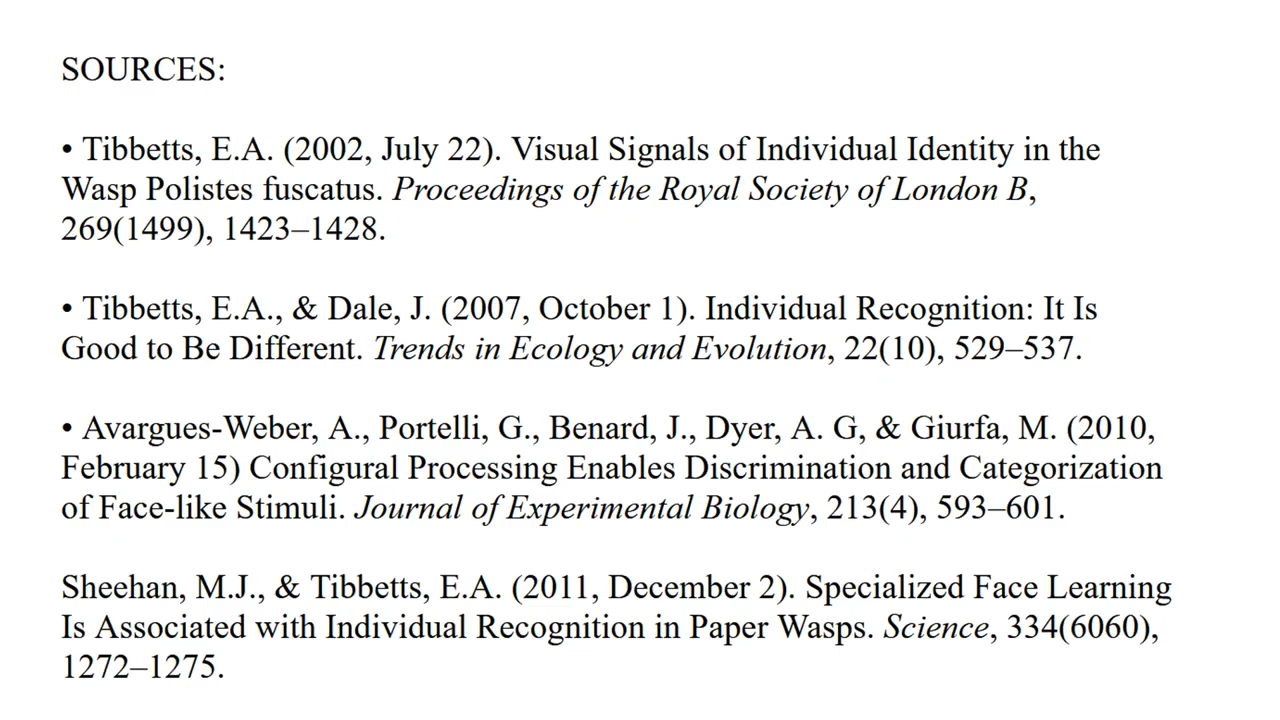 SOURCES:
• Tibbetts, E.A. (2002, July 22). Visual Signals of Individual Identity in the
Wasp Polistes fuscatus. Proceedings of the Royal Society of London B,
269(1499), 1423–1428.
• Tibbetts, E.A., & Dale, J. (2007, October 1). Individual Recognition: It Is
Good to Be Different. Trends in Ecology and Evolution, 22(10), 529–537.
• Avargues-Weber, A., Portelli, G., Benard, J., Dyer, A. G, & Giurfa, M. (2010,
February 15) Configural Processing Enables Discrimination and Categorization
of Face-like Stimuli. Journal of Experimental Biology, 213(4), 593–601.
Sheehan, M.J., & Tibbetts, E.A. (2011, December 2). Specialized Face Learning
Is Associated with Individual Recognition in Paper Wasps. Science, 334(6060),
1272–1275.